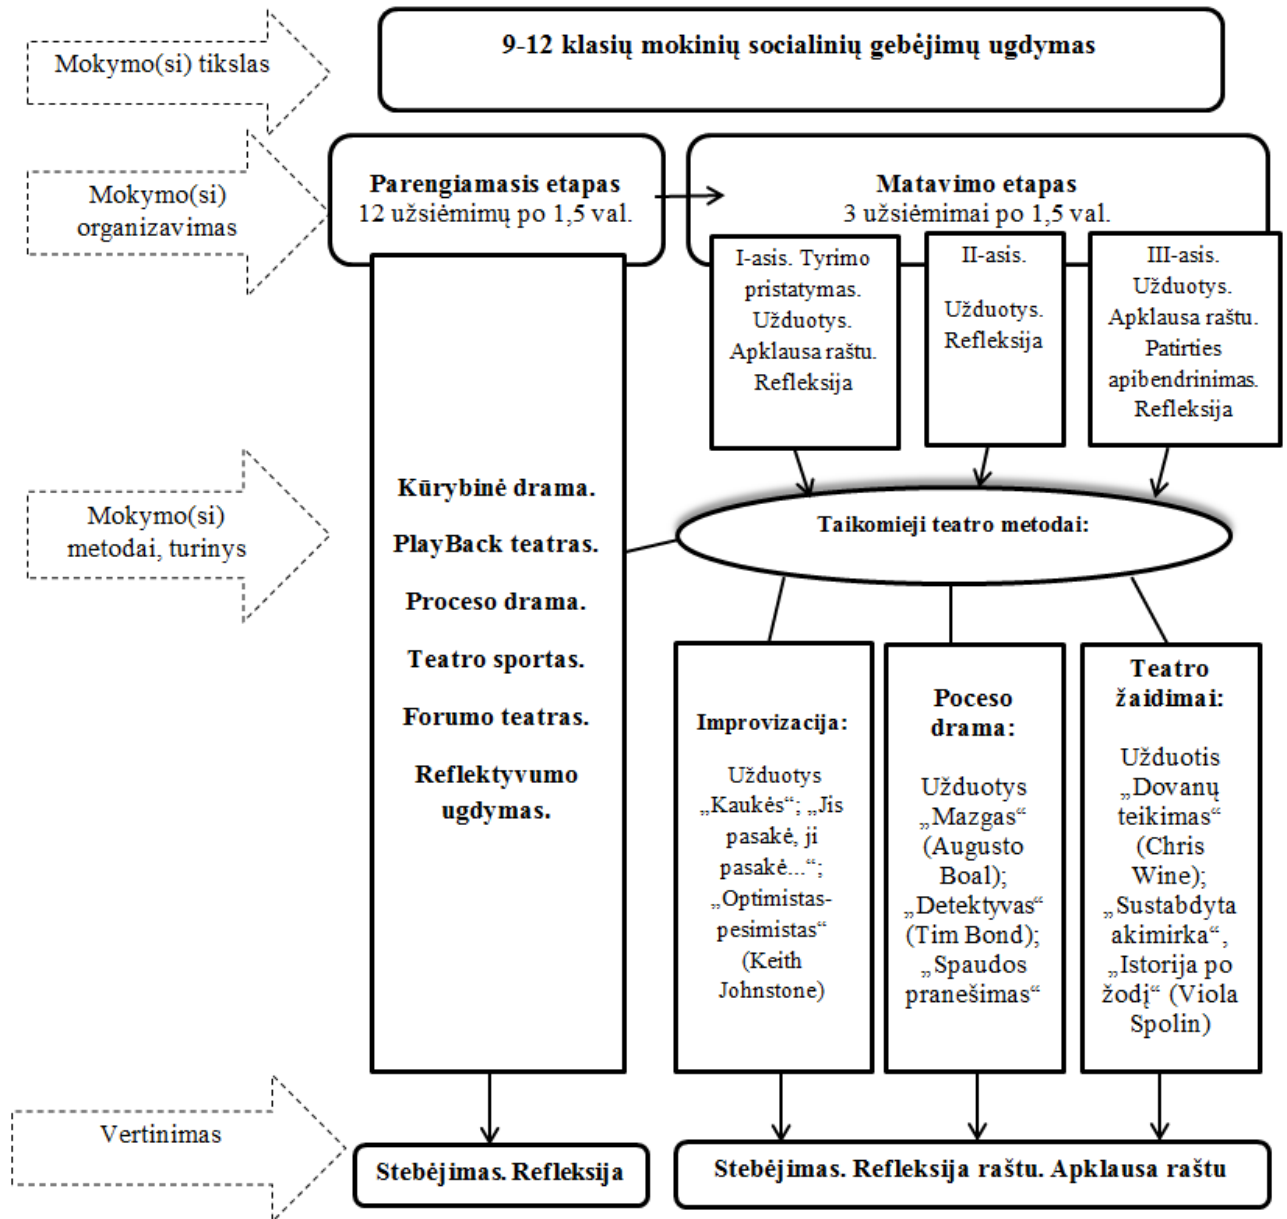 Mokymo(si) tikslas
9-12 klasių mokinių socialinių gebėjimų ugdymas
Mokymo(si)
organizavimas
Parengiamasis etapas
12 užsiėmimų po 1,5 val.
Matavimo etapas
3 užsiėmimai po 1,5 val.
I-asis. Tyrimo
pristatymas.
Užduotys.
Apklausa raštu.
Refleksija
II-asis.
Užduotys.
Refleksija
III-asis.
Užduotys.
Apklausa raštu.
Patirties
apibendrinimas.
Refleksija
Mokymo(si)
metodai, turinys
Kūrybinė drama.
PlayBack teatras.
Proceso drama.
Teatro sportas.
Forumo teatras.
Reflektyvumo
ugdymas.
Taikomieji teatro metodai:
Improvizacija:
Užduotys
„Kaukės“; „Jis
pasakė, ji
pasakė...“;
„Optimistas-
pesimistas“
(Keith
Johnstone)
Poceso
drama:
Užduotys
„Mazgas“
(Augusto
Boal);
„Detektyvas“
(Tim Bond);
„Spaudos
pranešimas“
Teatro
žaidimai:
Užduotis
„Dovanų
teikimas“
(Chris
Wine);
„Sustabdyta
akimirka“,
„Istorija po
žodį“ (Viola
Spolin)
Vertinimas
Stebėjimas. Refleksija
Stebėjimas. Refleksija raštu. Apklausa raštu